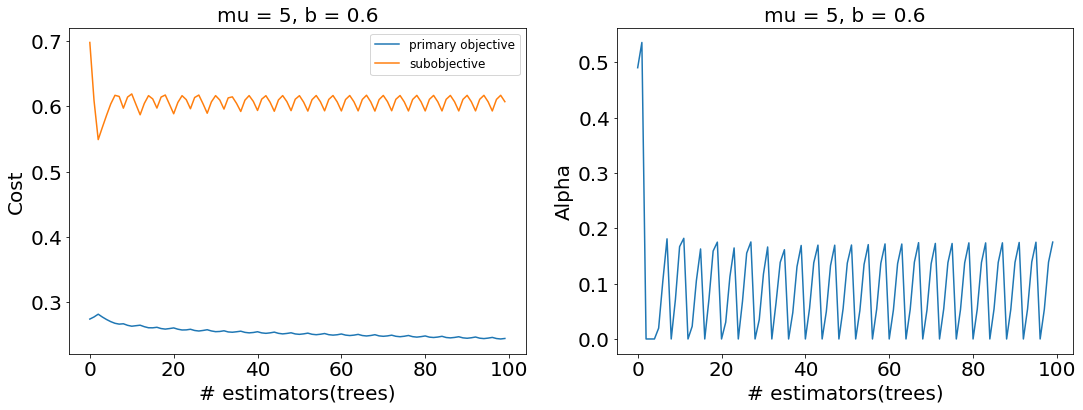 mu = 5, b = 0.6
primary objective
subobjective
Cost
0.7
0.6
0.5
0.4
0.3
0 20 40 60 80 100
# estimators(trees)
mu = 5, b = 0.6
Alpha
0.5
0.4
0.3
0.2
0.1
0.0
0 20 40 60 80 100
# estimators(trees)